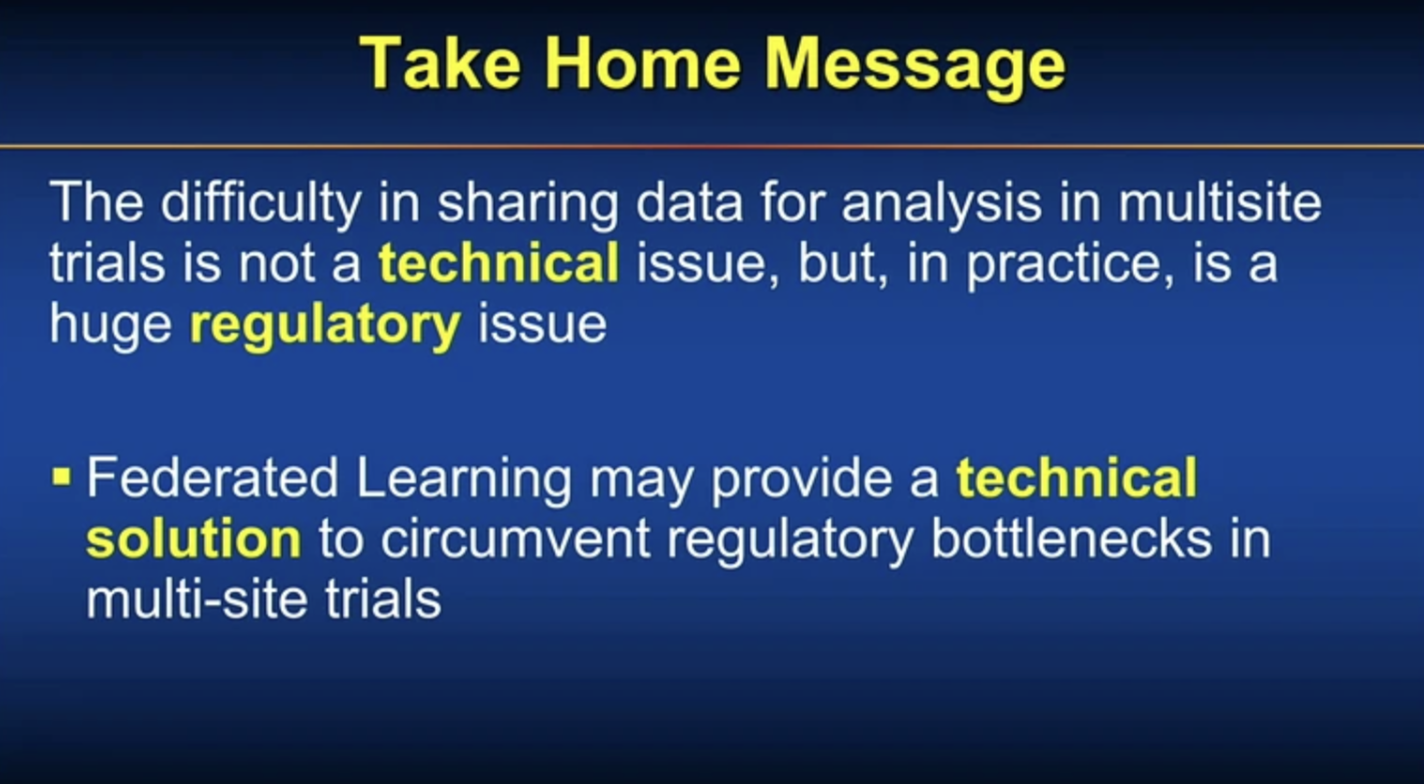 Take Home Message
The difficulty in sharing data for analysis in multisite
trials is not a technical issue, but, in practice, is a
huge regulatory issue
Federated Learning may provide a technical
solution to circumvent regulatory bottlenecks in
multi-site trials